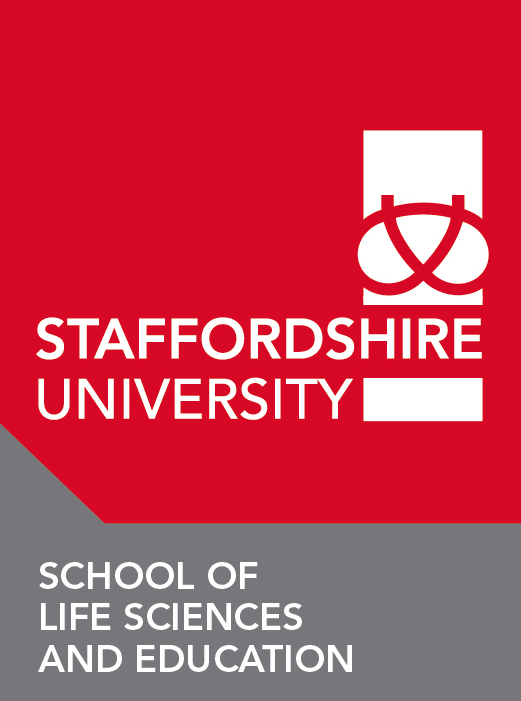 STAFFORDSHIRE
UNIVERSITY
SCHOOL OF
LIFE SCIENCES
AND EDUCATION